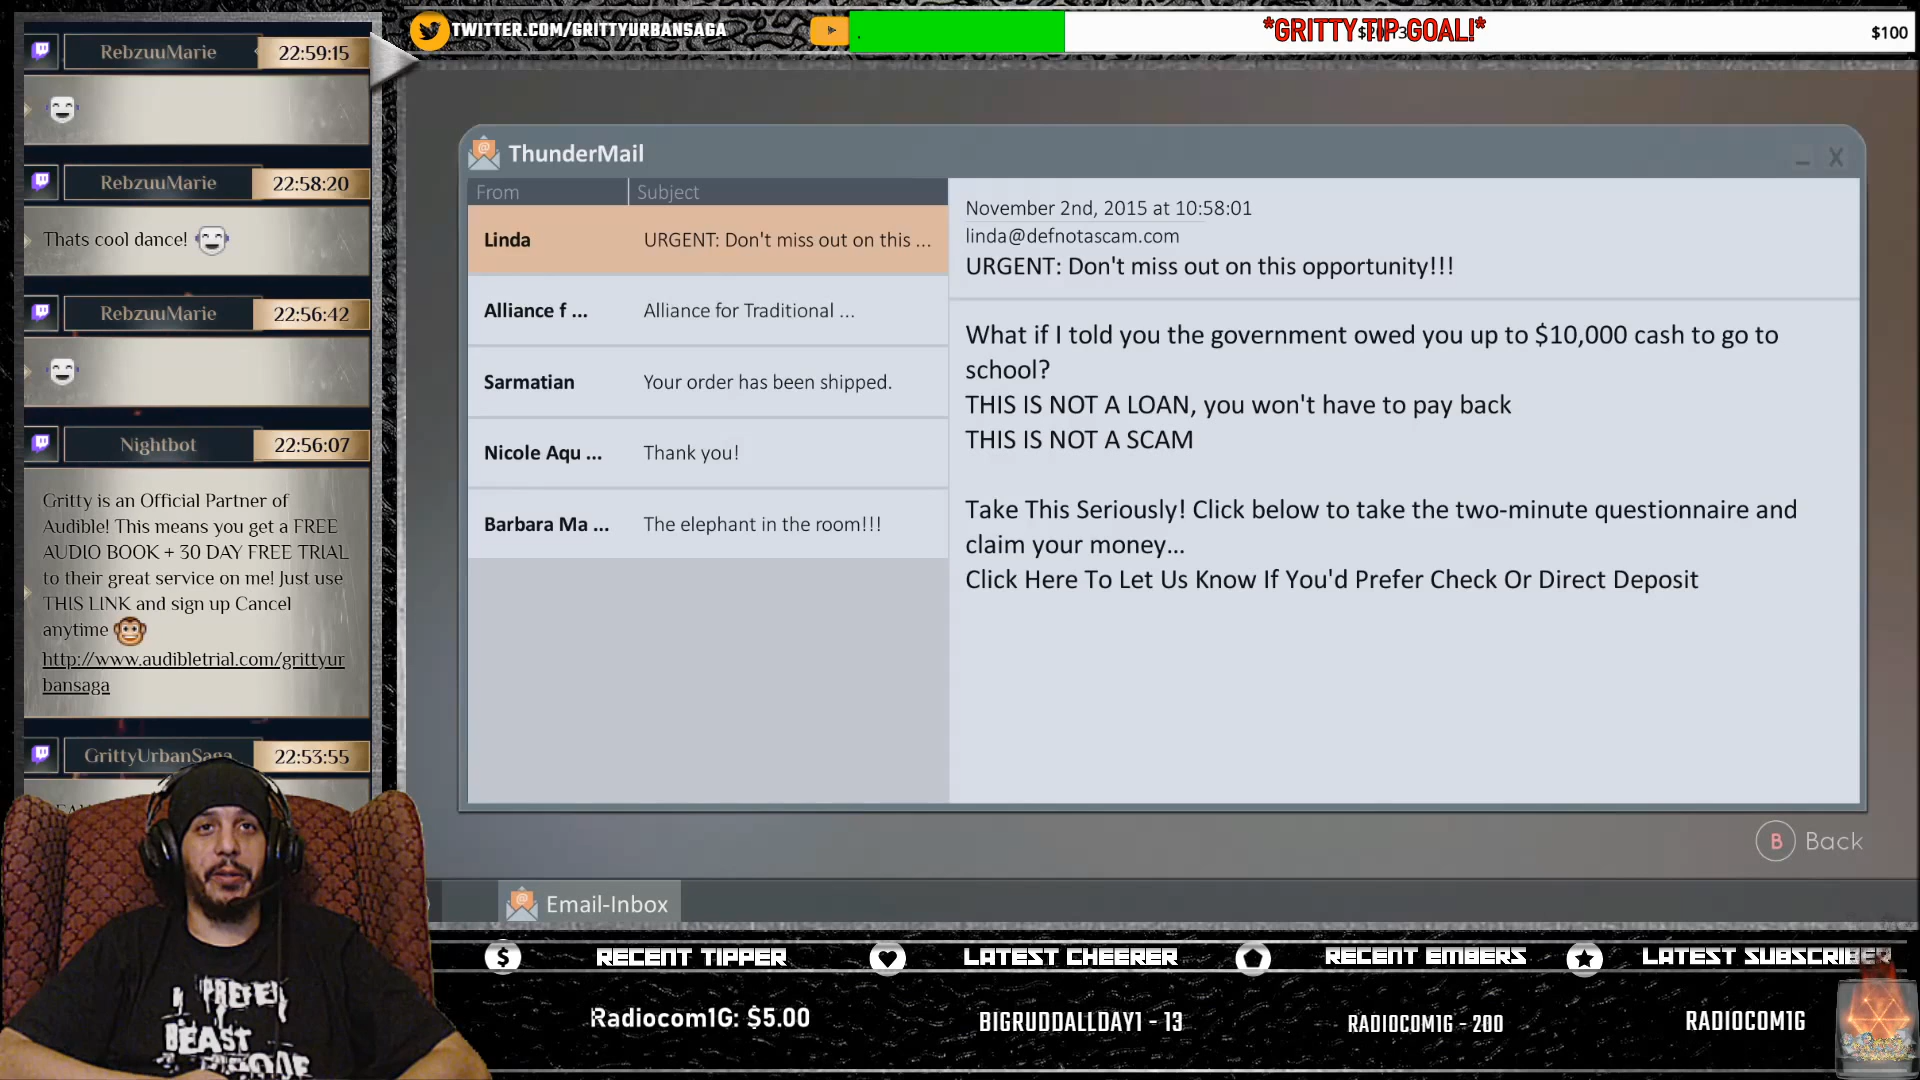 RebzuuMarie
22:59:15
RebzuuMarie
22:58:20
Thats cool dance!
RebzuuMarie
22:56:42
Nightbot
22:56:07
Gritty is an Official Partner of
Audible! This means you get a FREE
AUDIO BOOK + 30 DAY FREE TRIAL
to their great service on me! Just use
THIS LINK and sign up Cancel
anytime
http://www.audibletrial.com/grittyur
bansaga
GrittyUrbanSaga
22:53:55
TWITTER.COM/GRITTYURBANSAGA
*GRITTY TIP GOAL!*
$100
ThunderMail
_ X
From
Subject
Linda
URGENT: Don't miss out on this ...
Alliance f ...
Alliance for Traditional ...
Sarmatian
Your order has been shipped.
Nicole Aqu ...
Thank you!
Barbara Ma ...
The elephant in the room!!!
November 2nd, 2015 at 10:58:01
linda@defnotascam.com
URGENT: Don't miss out on this opportunity!!!
What if I told you the government owed you up to $10,000 cash to go to
school?
THIS IS NOT A LOAN, you won't have to pay back
THIS IS NOT A SCAM
Take This Seriously! Click below to take the two-minute questionnaire and
claim your money...
Click Here To Let Us Know If You'd Prefer Check Or Direct Deposit
B Back
Email-Inbox
I PREFER
BEAST
MODE
$ RECENT TIPPER
Radiocom1G: $5.00
LATEST CHEERER
BIGRUDDALLDAY1 - 13
RECENT EMBERS
RADIOCOM1G - 200
LATEST SUBSCRIBER
RADIOCOM1G